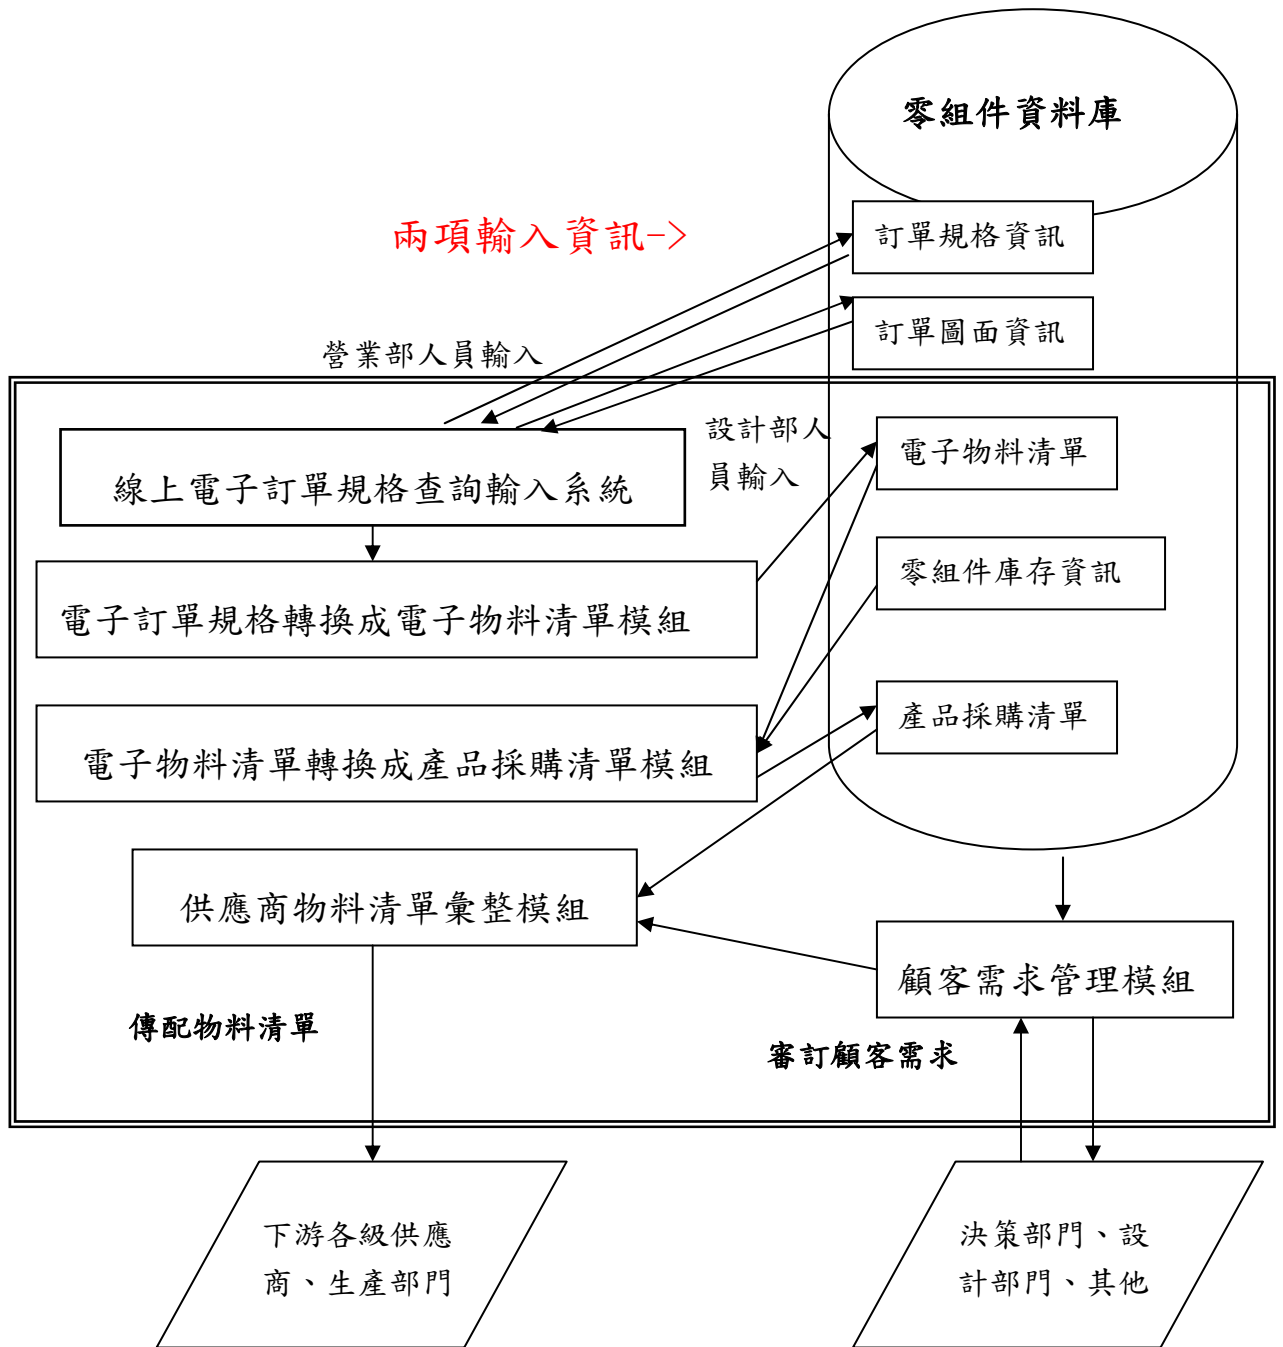 零組件資料庫
兩項輸入資訊->
訂單規格資訊
訂單圖面資訊
營業部人員輸入
設計部人
員輸入
電子物料清單
線上電子訂單規格查詢輸入系統
零組件庫存資訊
電子訂單規格轉換成電子物料清單模組
產品採購清單
電子物料清單轉換成產品採購清單模組
供應商物料清單彙整模組
顧客需求管理模組
傳配物料清單
審訂顧客需求
下游各級供應
商、生產部門
決策部門、設
計部門、其他